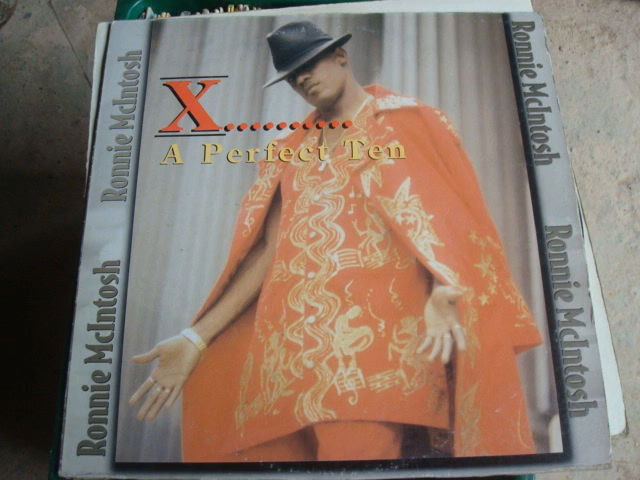 X..........
A Perfect Ten
Ronnie McIntosh
Ronnie McIntosh
Ronnie McIntosh
Ronnie McIntosh